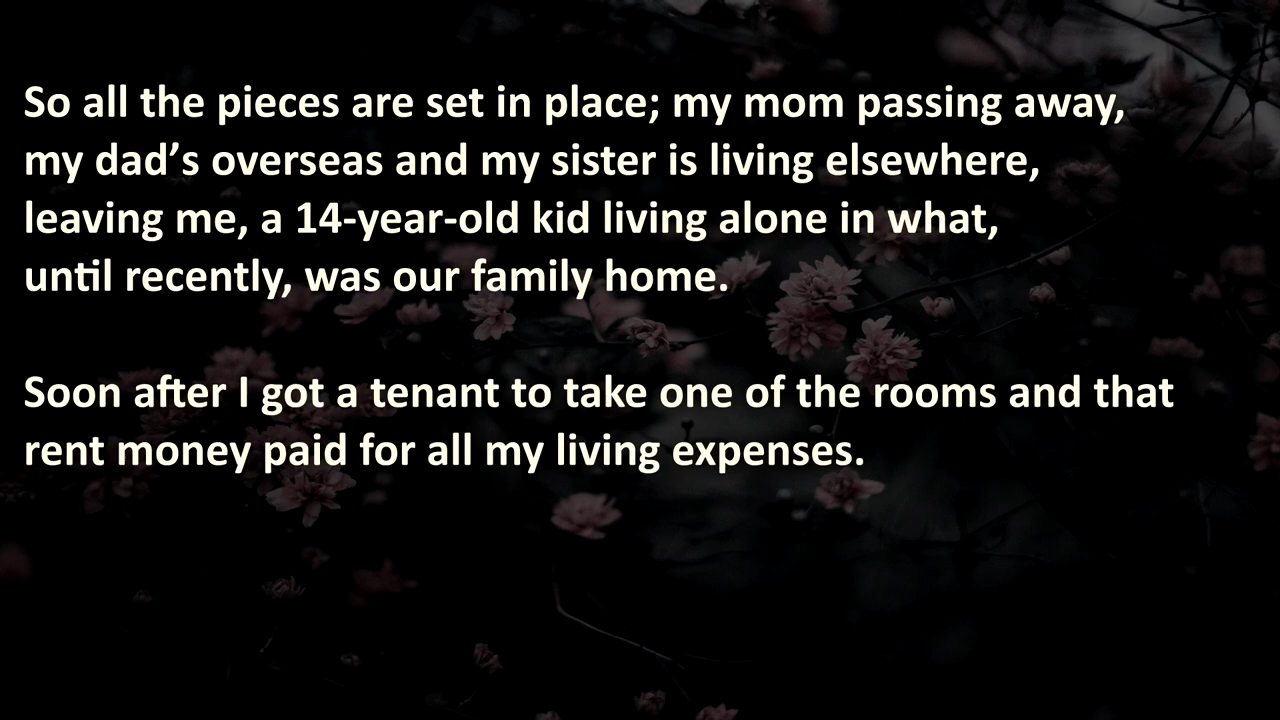 So all the pieces are set in place; my mom passing away,
my dad’s overseas and my sister is living elsewhere,
leaving me, a 14-year-old kid living alone in what,
until recently, was our family home.
Soon after I got a tenant to take one of the rooms and that
rent money paid for all my living expenses.